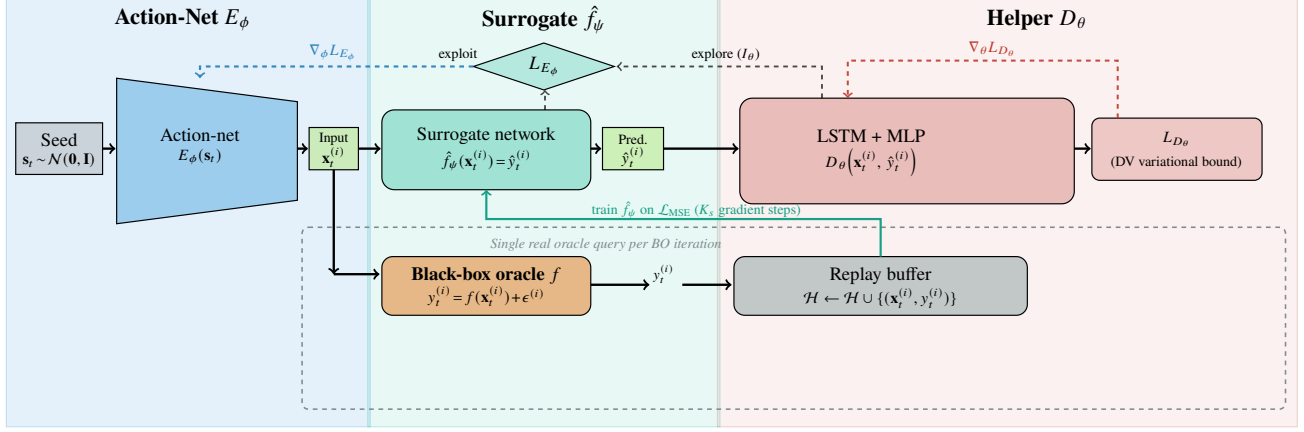 Action-Net E_ϕ
Surrogate f̂_ψ
Helper D_θ
∇_ϕ L_{E_ϕ}
exploit
L_{E_ϕ}
explore (I_θ)
∇_θ L_{D_θ}
Seed
s_t ∼ 𝒩(0, I)
Action-net
E_ϕ(s_t)
Input
x_t^{(i)}
Surrogate network
f̂_ψ(x_t^{(i)}) = ŷ_t^{(i)}
Pred.
ŷ_t^{(i)}
LSTM + MLP
D_θ(x_t^{(i)}, ŷ_t^{(i)})
L_{D_θ}
(DV variational bound)
train f̂_ψ on ℒ_MSE (K_s gradient steps)
Single real oracle query per BO iteration
Black-box oracle f
y_t^{(i)} = f(x_t^{(i)}) + ϵ^{(i)}
y_t^{(i)}
Replay buffer
ℋ ← ℋ ∪ {(x_t^{(i)}, y_t^{(i)})}